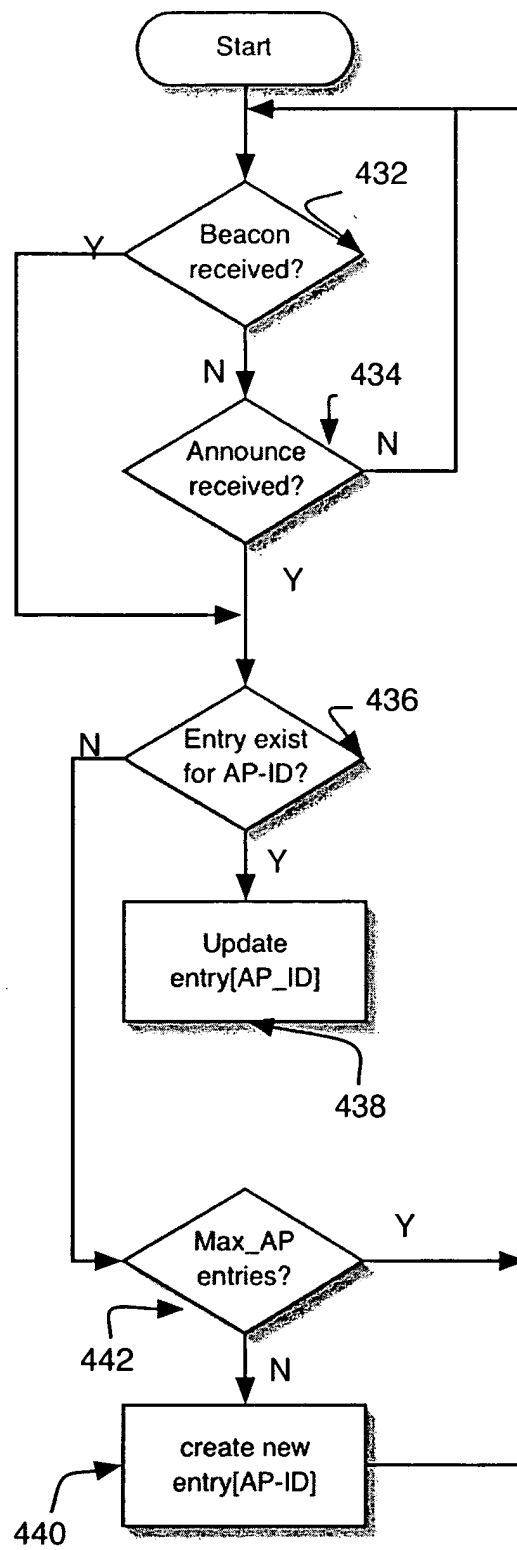 Start
432
Beacon
received?
Y
N
434
Announce
received?
N
Y
436
Entry exist
for AP-ID?
N
Y
Update
entry[AP_ID]
438
Max_AP
entries?
Y
442
N
create new
entry[AP-ID]
440